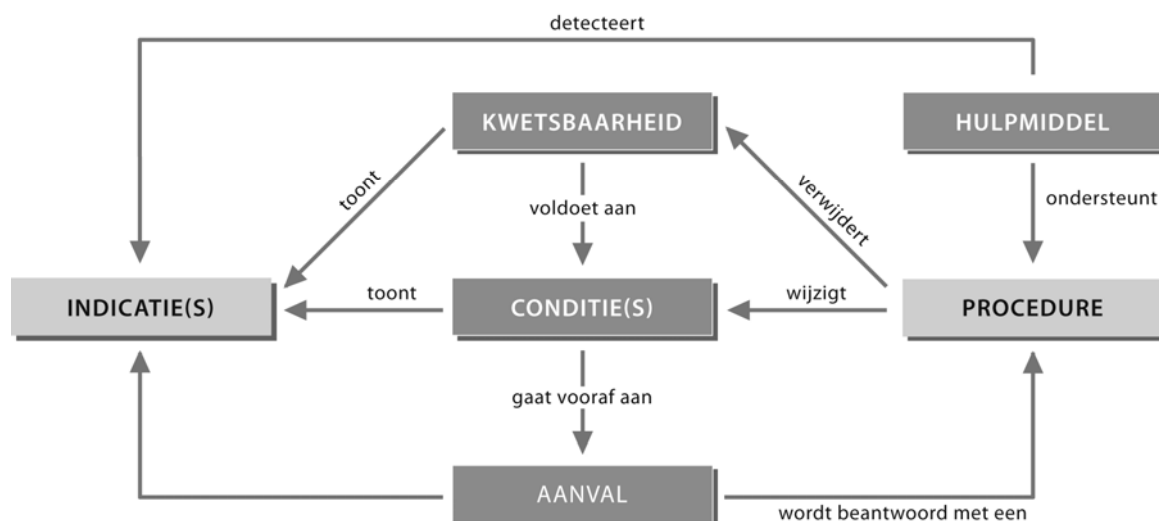 detecteert
KWETSBAARHEID
HULPMIDDEL
toont
voldoet aan
verwijdert
ondersteunt
INDICATIE(S)
toont
CONDITIE(S)
wijzigt
PROCEDURE
gaat vooraf aan
AANVAL
wordt beantwoord met een